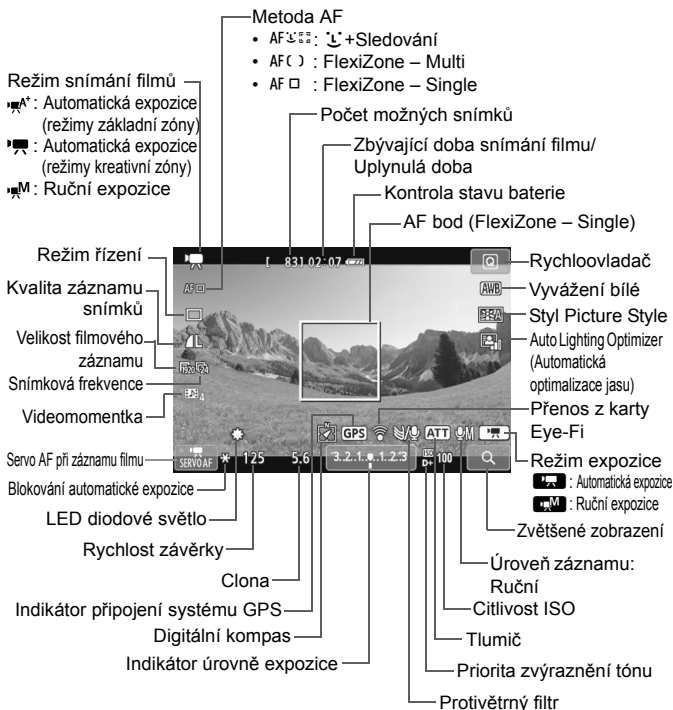 Metoda AF
• AF : +Sledování
• AF( ) : FlexiZone – Multi
• AF : FlexiZone – Single
Režim snímání filmů
A+ : Automatická expozice
(režimy základní zóny)
: Automatická expozice
(režimy kreativní zóny)
M : Ruční expozice
Počet možných snímků
Zbývající doba snímání filmu/
Uplynulá doba
Kontrola stavu baterie
AF bod (FlexiZone – Single)
Režim řízení
Kvalita záznamu
snímků
Velikost filmového
záznamu
Snímková frekvence
Videomomentka
Servo AF při záznamu filmu
Blokování automatické expozice
LED diodové světlo
Rychlost závěrky
Clona
Indikátor připojení systému GPS
Digitální kompas
Indikátor úrovně expozice
[ 83] 02:07
Q
AF
AWB
L
1920 24
4
GPS
ATT
M
SERVO AF
125
5.6
3..2..1..0..1..2..3
ISO
D+ 100
Rychloovladač
Vyvážení bílé
Styl Picture Style
Auto Lighting Optimizer
(Automatická
optimalizace jasu)
Přenos z karty
Eye-Fi
Režim expozice
: Automatická expozice
M : Ruční expozice
Zvětšené zobrazení
Úroveň záznamu:
Ruční
Citlivost ISO
Tlumič
Priorita zvýraznění tónu
Protivětrný filtr